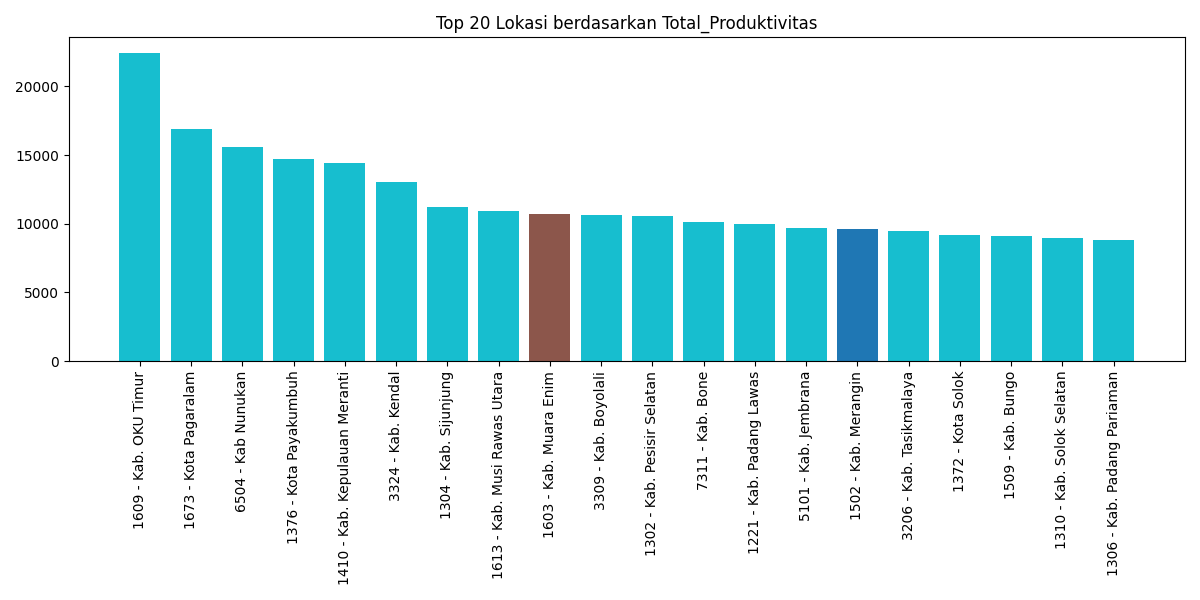 Top 20 Lokasi berdasarkan Total_Produktivitas
20000
15000
10000
5000
0
1609 - Kab. OKU Timur
1673 - Kota Pagaralam
6504 - Kab Nunukan
1376 - Kota Payakumbuh
1410 - Kab. Kepulauan Meranti
3324 - Kab. Kendal
1304 - Kab. Sijunjung
1613 - Kab. Musi Rawas Utara
1603 - Kab. Muara Enim
3309 - Kab. Boyolali
1302 - Kab. Pesisir Selatan
7311 - Kab. Bone
1221 - Kab. Padang Lawas
5101 - Kab. Jembrana
1502 - Kab. Merangin
3206 - Kab. Tasikmalaya
1372 - Kota Solok
1509 - Kab. Bungo
1310 - Kab. Solok Selatan
1306 - Kab. Padang Pariaman